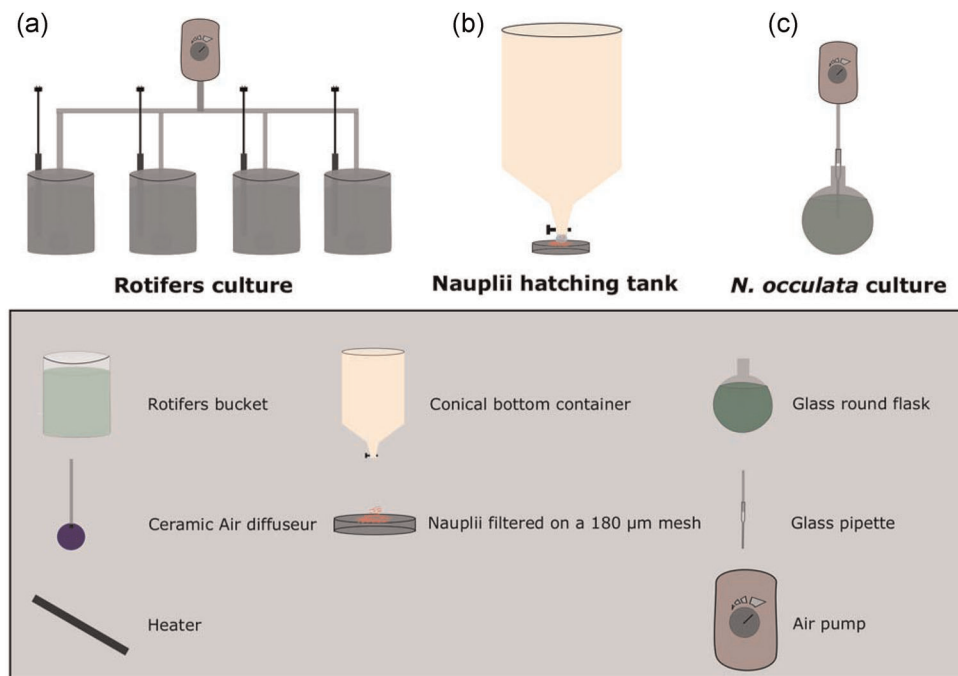 (a)
(b)
(c)
Rotifers culture
Nauplii hatching tank
N. occulata culture
Rotifers bucket
Conical bottom container
Glass round flask
Ceramic Air diffuseur
Nauplii filtered on a 180 µm mesh
Glass pipette
Heater
Air pump